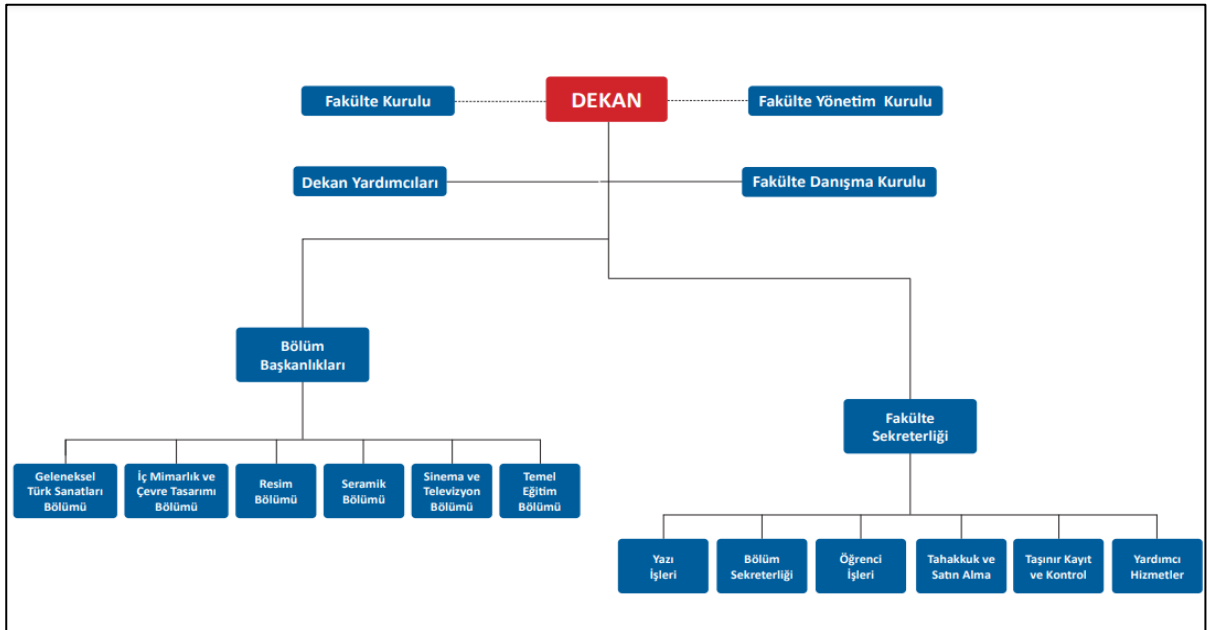 Fakülte Kurulu
DEKAN
Fakülte Yönetim Kurulu
Dekan Yardımcıları
Fakülte Danışma Kurulu
Bölüm
Başkanlıkları
Fakülte
Sekreterliği
Geleneksel
Türk Sanatları
Bölümü
İç Mimarlık ve
Çevre Tasarımı
Bölümü
Resim
Bölümü
Seramik
Bölümü
Sinema ve
Televizyon
Bölümü
Temel
Eğitim
Bölümü
Yazı
İşleri
Bölüm
Sekreterliği
Öğrenci
İşleri
Tahakkuk ve
Satın Alma
Taşınır Kayıt
ve Kontrol
Yardımcı
Hizmetler